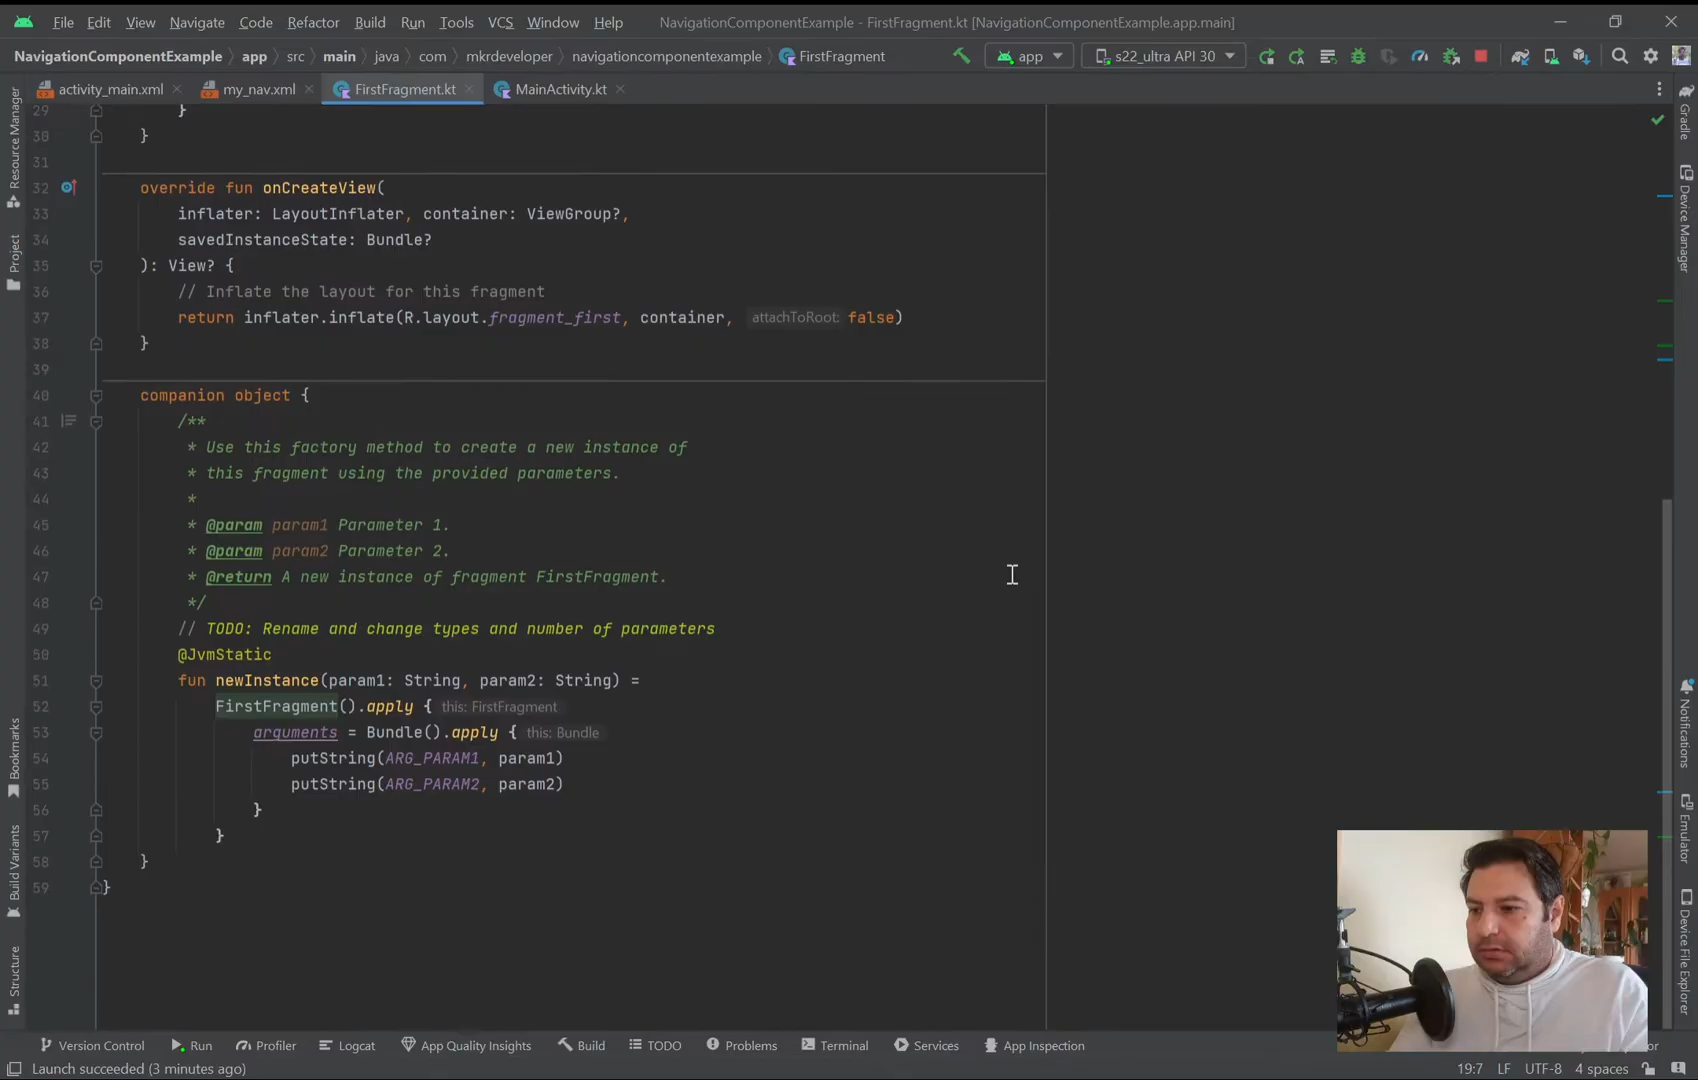 File Edit View Navigate Code Refactor Build Run Tools VCS Window Help NavigationComponentExample - FirstFragment.kt [NavigationComponentExample.app.main]
NavigationComponentExample app src main java com mkrdeveloper navigationcomponentexample FirstFragment app s22_ultra API 30
activity_main.xml my_nav.xml FirstFragment.kt MainActivity.kt
29 }
30 }
31
32 override fun onCreateView(
33 inflater: LayoutInflater, container: ViewGroup?,
34 savedInstanceState: Bundle?
35 ): View? {
36 // Inflate the layout for this fragment
37 return inflater.inflate(R.layout.fragment_first, container, attachToRoot: false)
38 }
39
40 companion object {
41 /**
42 * Use this factory method to create a new instance of
43 * this fragment using the provided parameters.
44 *
45 * @param param1 Parameter 1.
46 * @param param2 Parameter 2.
47 * @return A new instance of fragment FirstFragment.
48 */
49 // TODO: Rename and change types and number of parameters
50 @JvmStatic
51 fun newInstance(param1: String, param2: String) =
52 FirstFragment().apply { this: FirstFragment
53 arguments = Bundle().apply { this: Bundle
54 putString(ARG_PARAM1, param1)
55 putString(ARG_PARAM2, param2)
56 }
57 }
58 }
59 }
Resource Manager
Project
Bookmarks
Build Variants
Structure
Gradle
Device Manager
Notifications
Emulator
Device File Explorer
Version Control Run Profiler Logcat App Quality Insights Build TODO Problems Terminal Services App Inspection
Launch succeeded (3 minutes ago) 19:7 LF UTF-8 4 spaces